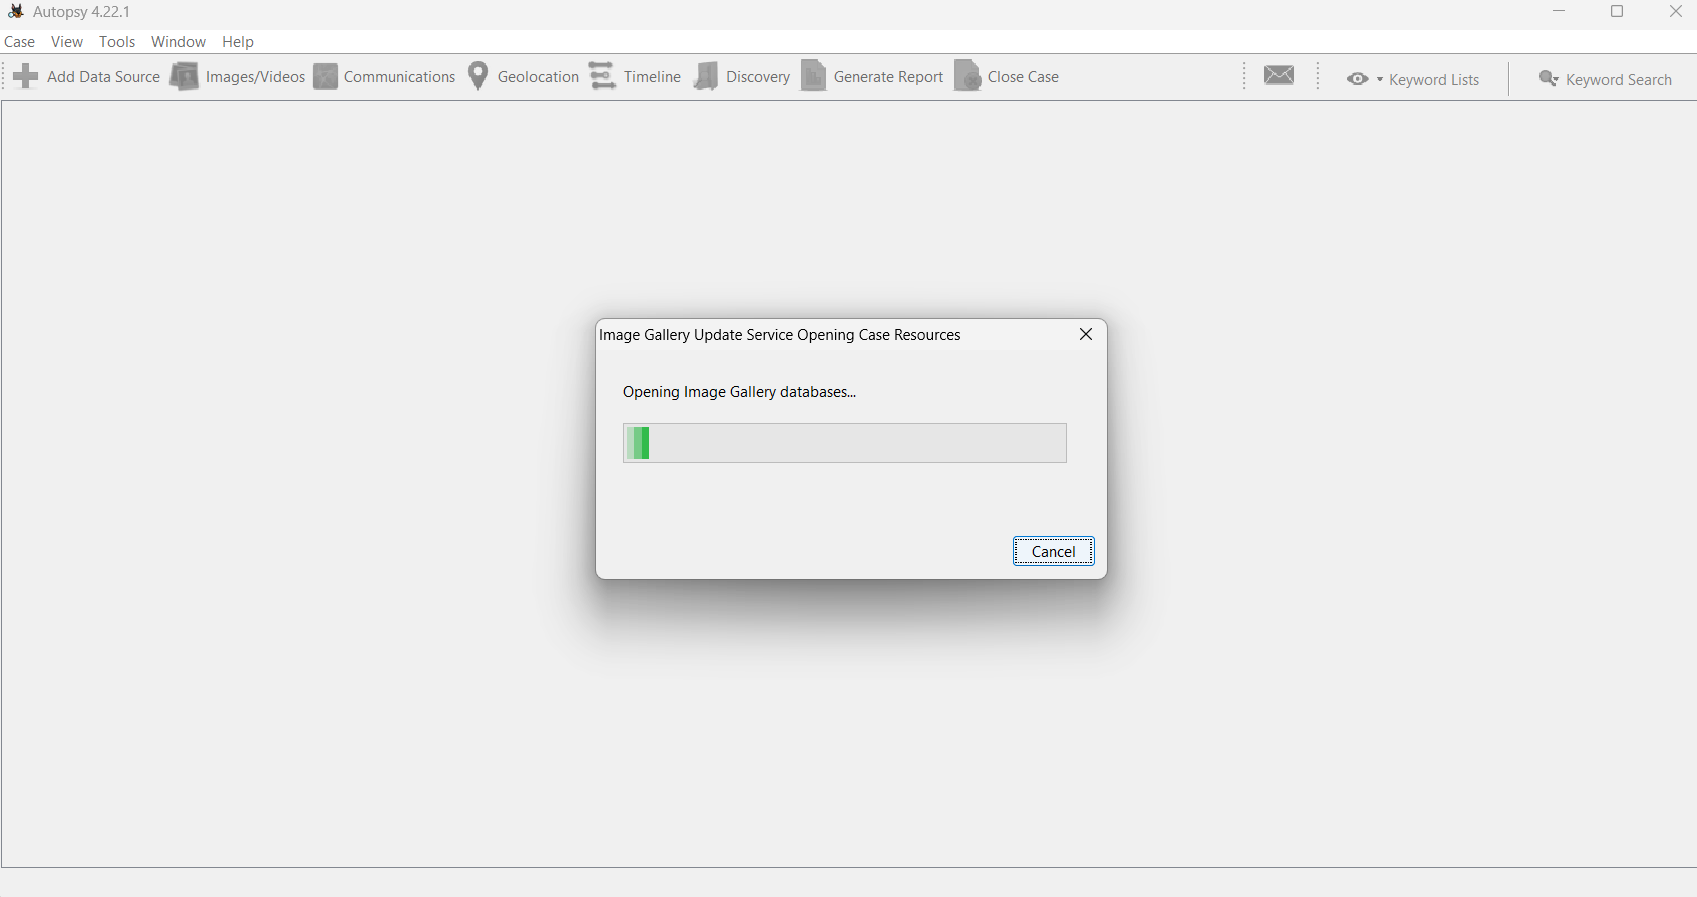 Autopsy 4.22.1
Case View Tools Window Help
Add Data Source Images/Videos Communications Geolocation Timeline Discovery Generate Report Close Case Keyword Lists Keyword Search
Image Gallery Update Service Opening Case Resources
Opening Image Gallery databases...
Cancel